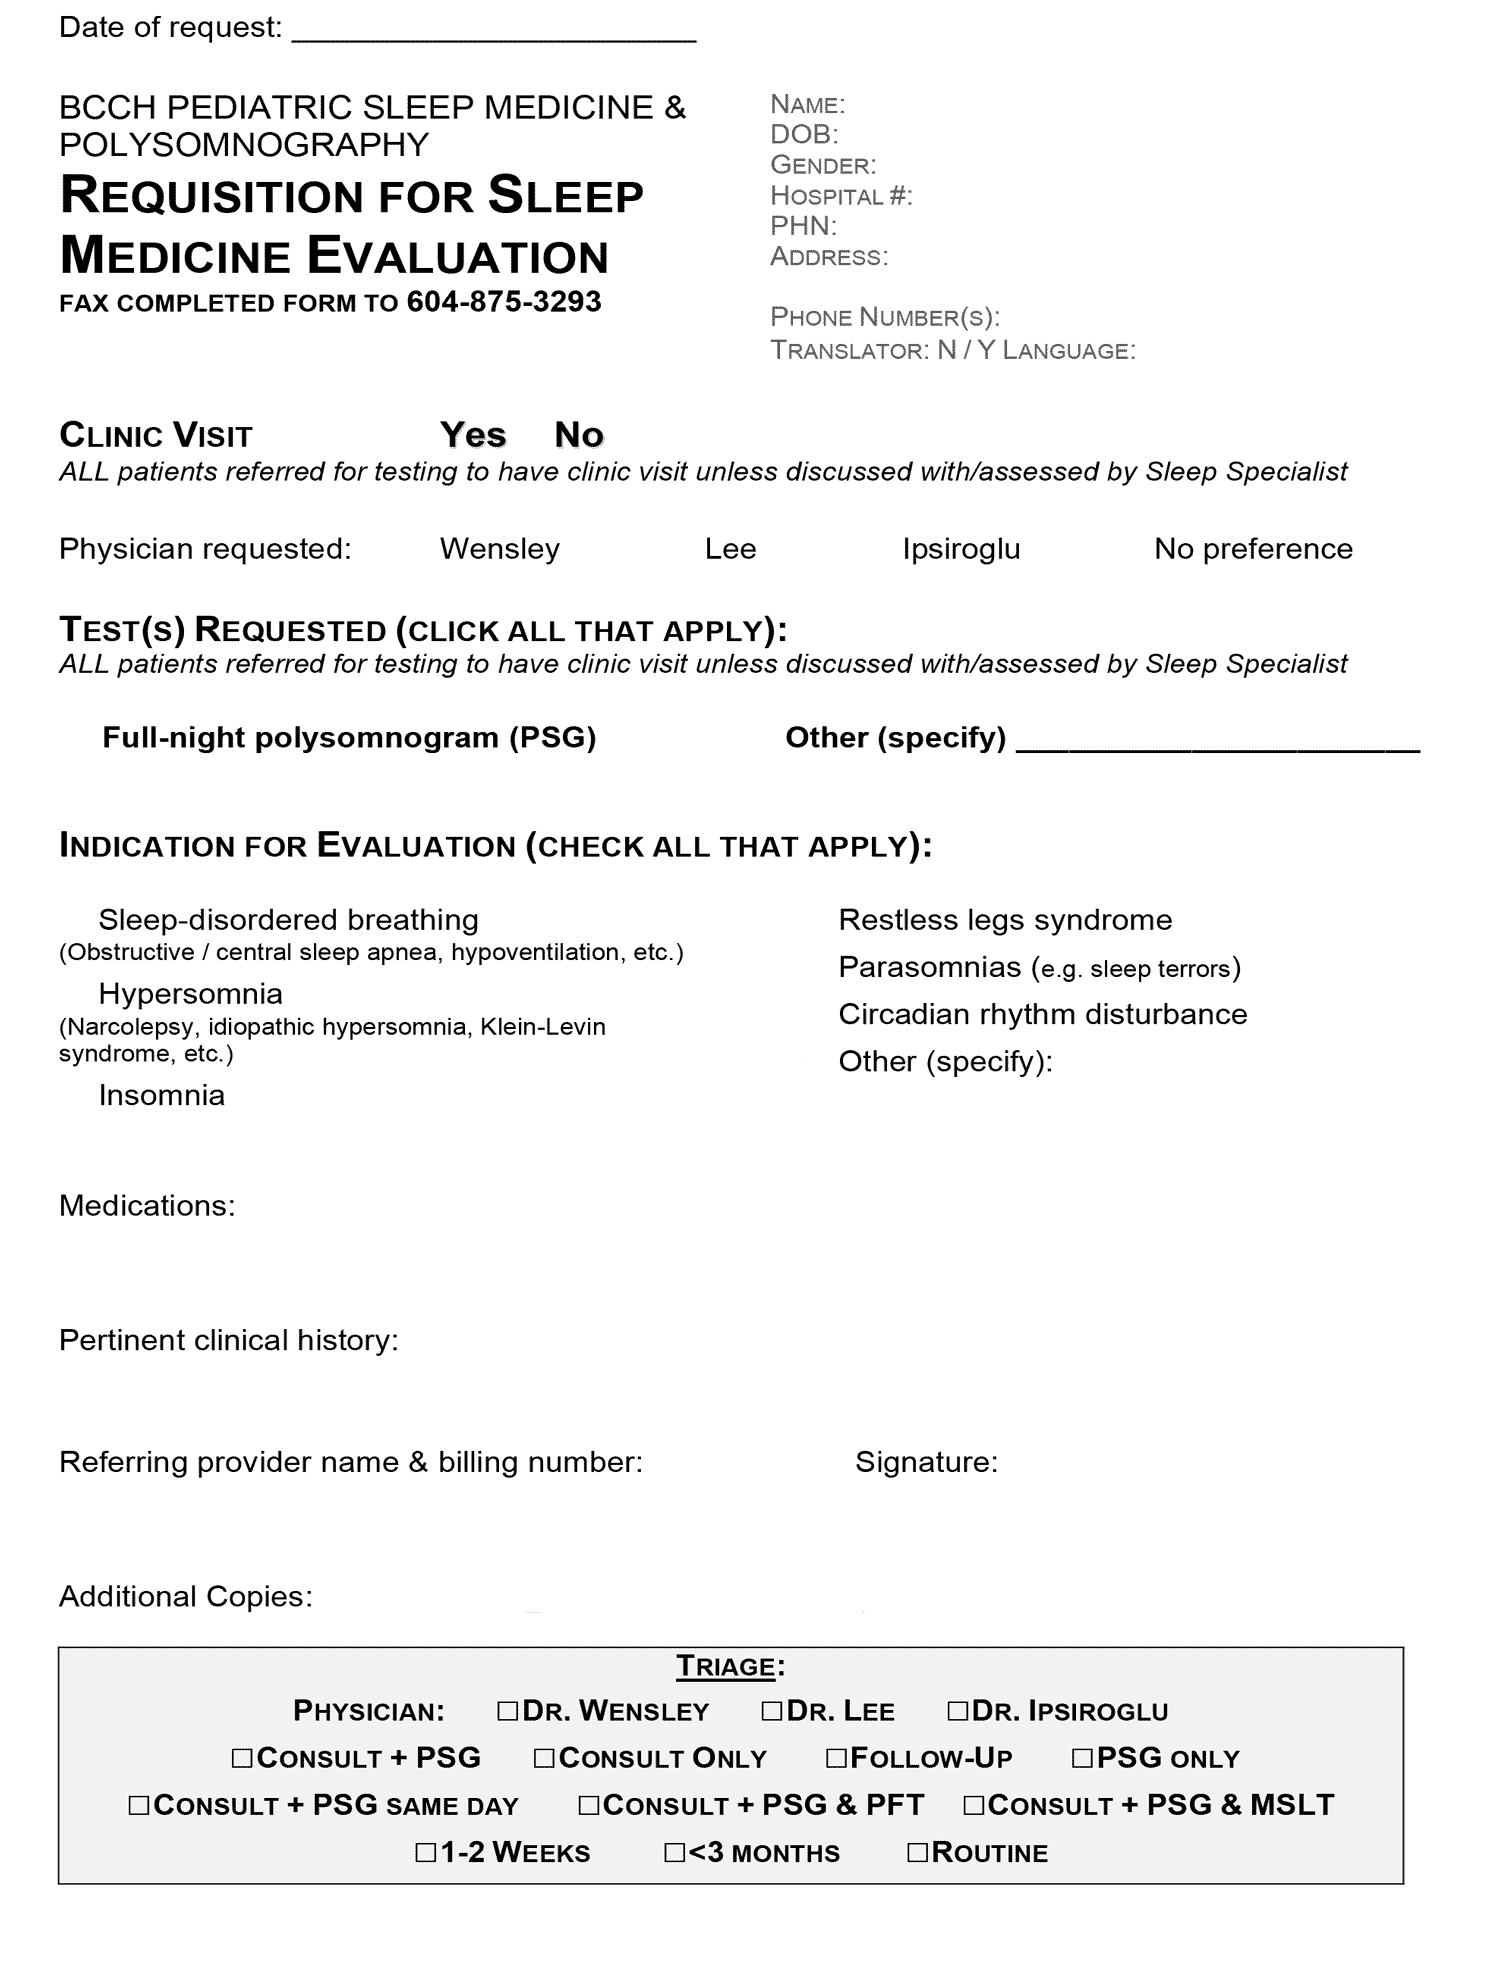 Date of request: _______________________
BCCH PEDIATRIC SLEEP MEDICINE &
POLYSOMNOGRAPHY
REQUISITION FOR SLEEP
MEDICINE EVALUATION
FAX COMPLETED FORM TO 604-875-3293
NAME:
DOB:
GENDER:
HOSPITAL #:
PHN:
ADDRESS:
PHONE NUMBER(S):
TRANSLATOR: N / Y LANGUAGE:
CLINIC VISIT Yes No
ALL patients referred for testing to have clinic visit unless discussed with/assessed by Sleep Specialist
Physician requested: Wensley Lee Ipsiroglu No preference
TEST(S) REQUESTED (CLICK ALL THAT APPLY):
ALL patients referred for testing to have clinic visit unless discussed with/assessed by Sleep Specialist
Full-night polysomnogram (PSG) Other (specify) _______________________
INDICATION FOR EVALUATION (CHECK ALL THAT APPLY):
Sleep-disordered breathing
(Obstructive / central sleep apnea, hypoventilation, etc.)
Hypersomnia
(Narcolepsy, idiopathic hypersomnia, Klein-Levin
syndrome, etc.)
Insomnia
Restless legs syndrome
Parasomnias (e.g. sleep terrors)
Circadian rhythm disturbance
Other (specify):
Medications:
Pertinent clinical history:
Referring provider name & billing number: Signature:
Additional Copies:
TRIAGE:
PHYSICIAN: ☐DR. WENSLEY ☐DR. LEE ☐DR. IPSIROGLU
☐CONSULT + PSG ☐CONSULT ONLY ☐FOLLOW-UP ☐PSG ONLY
☐CONSULT + PSG SAME DAY ☐CONSULT + PSG & PFT ☐CONSULT + PSG & MSLT
☐1-2 WEEKS ☐<3 MONTHS ☐ROUTINE